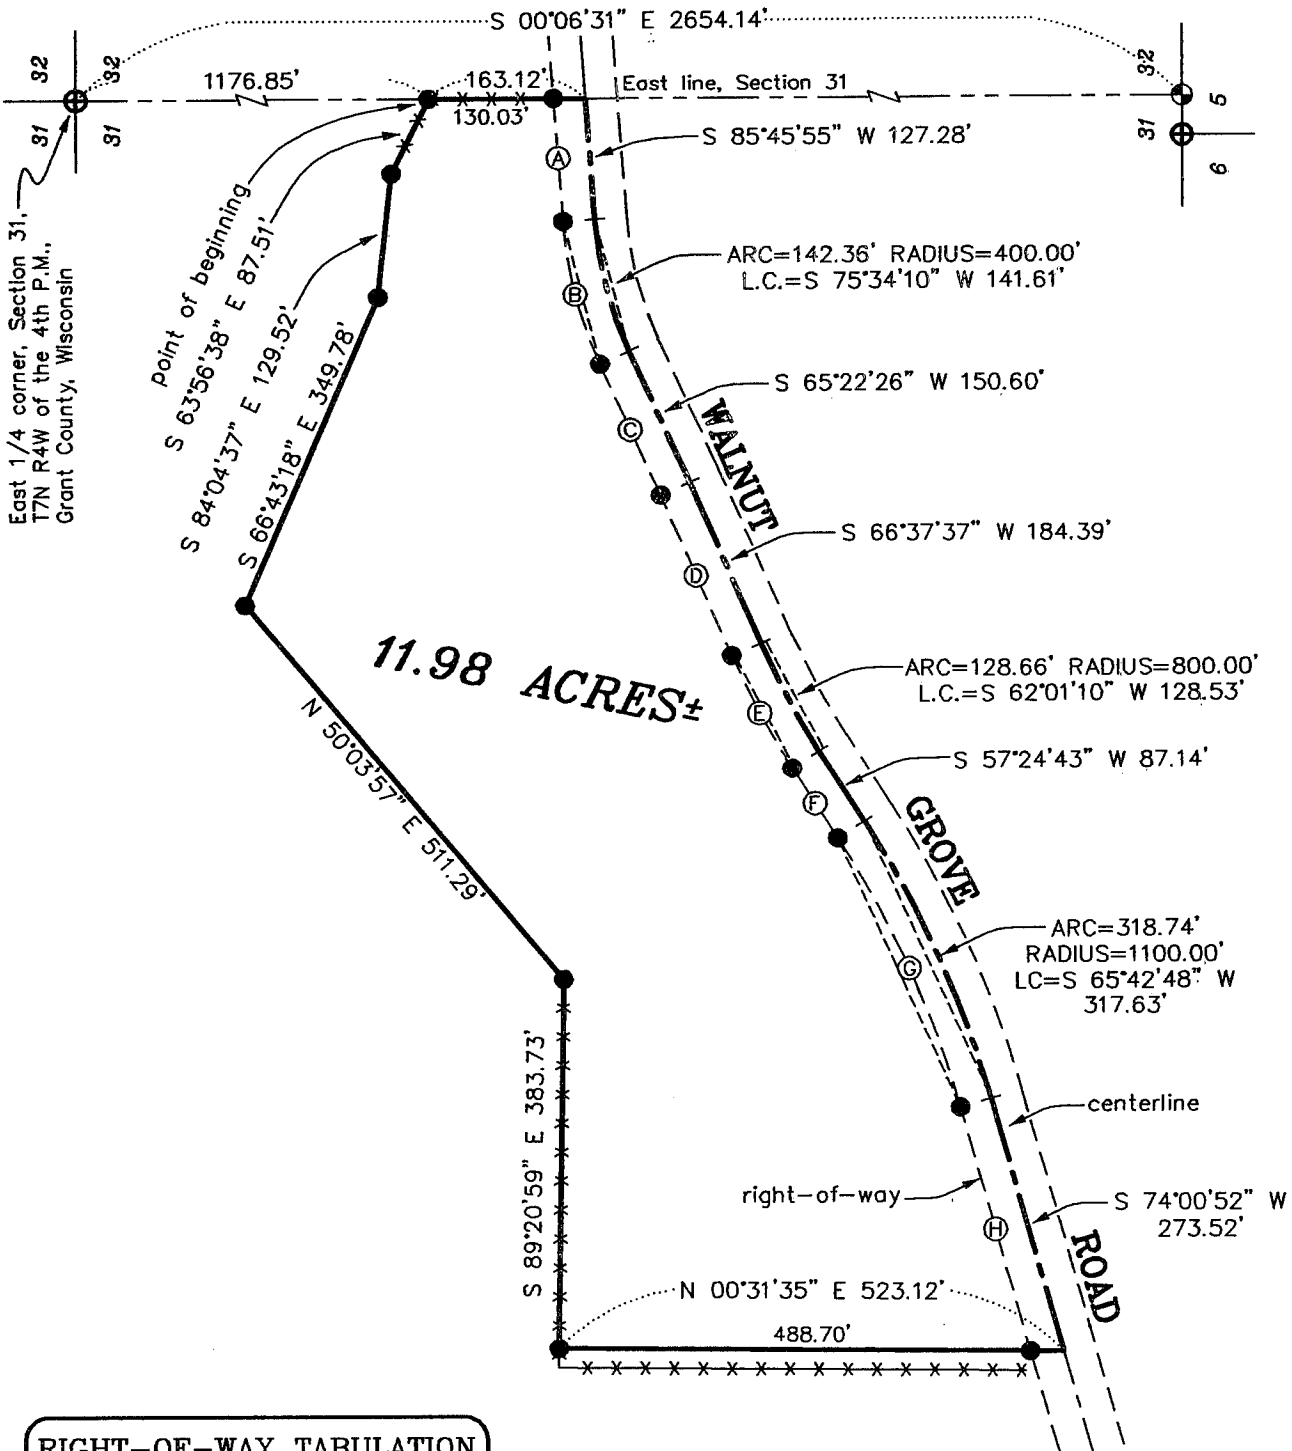 S 00°06'31" E 2654.14'
32
32
31
31
1176.85'
163.12'
130.03'
East line, Section 31
32
5
31
6
East 1/4 corner, Section 31,
T7N R4W of the 4th P.M.,
Grant County, Wisconsin
point of beginning
S 63°56'38" E 87.51'
S 84°04'37" E 129.52'
S 66°43'18" E 349.78'
N 50°03'57" E 511.29'
S 89°20'59" E 383.73'
11.98 ACRES±
A
B
C
D
E
F
G
H
S 85°45'55" W 127.28'
ARC=142.36' RADIUS=400.00'
L.C.=S 75°34'10" W 141.61'
S 65°22'26" W 150.60'
WALNUT
S 66°37'37" W 184.39'
ARC=128.66' RADIUS=800.00'
L.C.=S 62°01'10" W 128.53'
S 57°24'43" W 87.14'
GROVE
ARC=318.74'
RADIUS=1100.00'
LC=S 65°42'48" W
317.63'
centerline
right-of-way
S 74°00'52" W
273.52'
ROAD
N 00°31'35" E 523.12'
488.70'
RIGHT-OF-WAY TABULATION